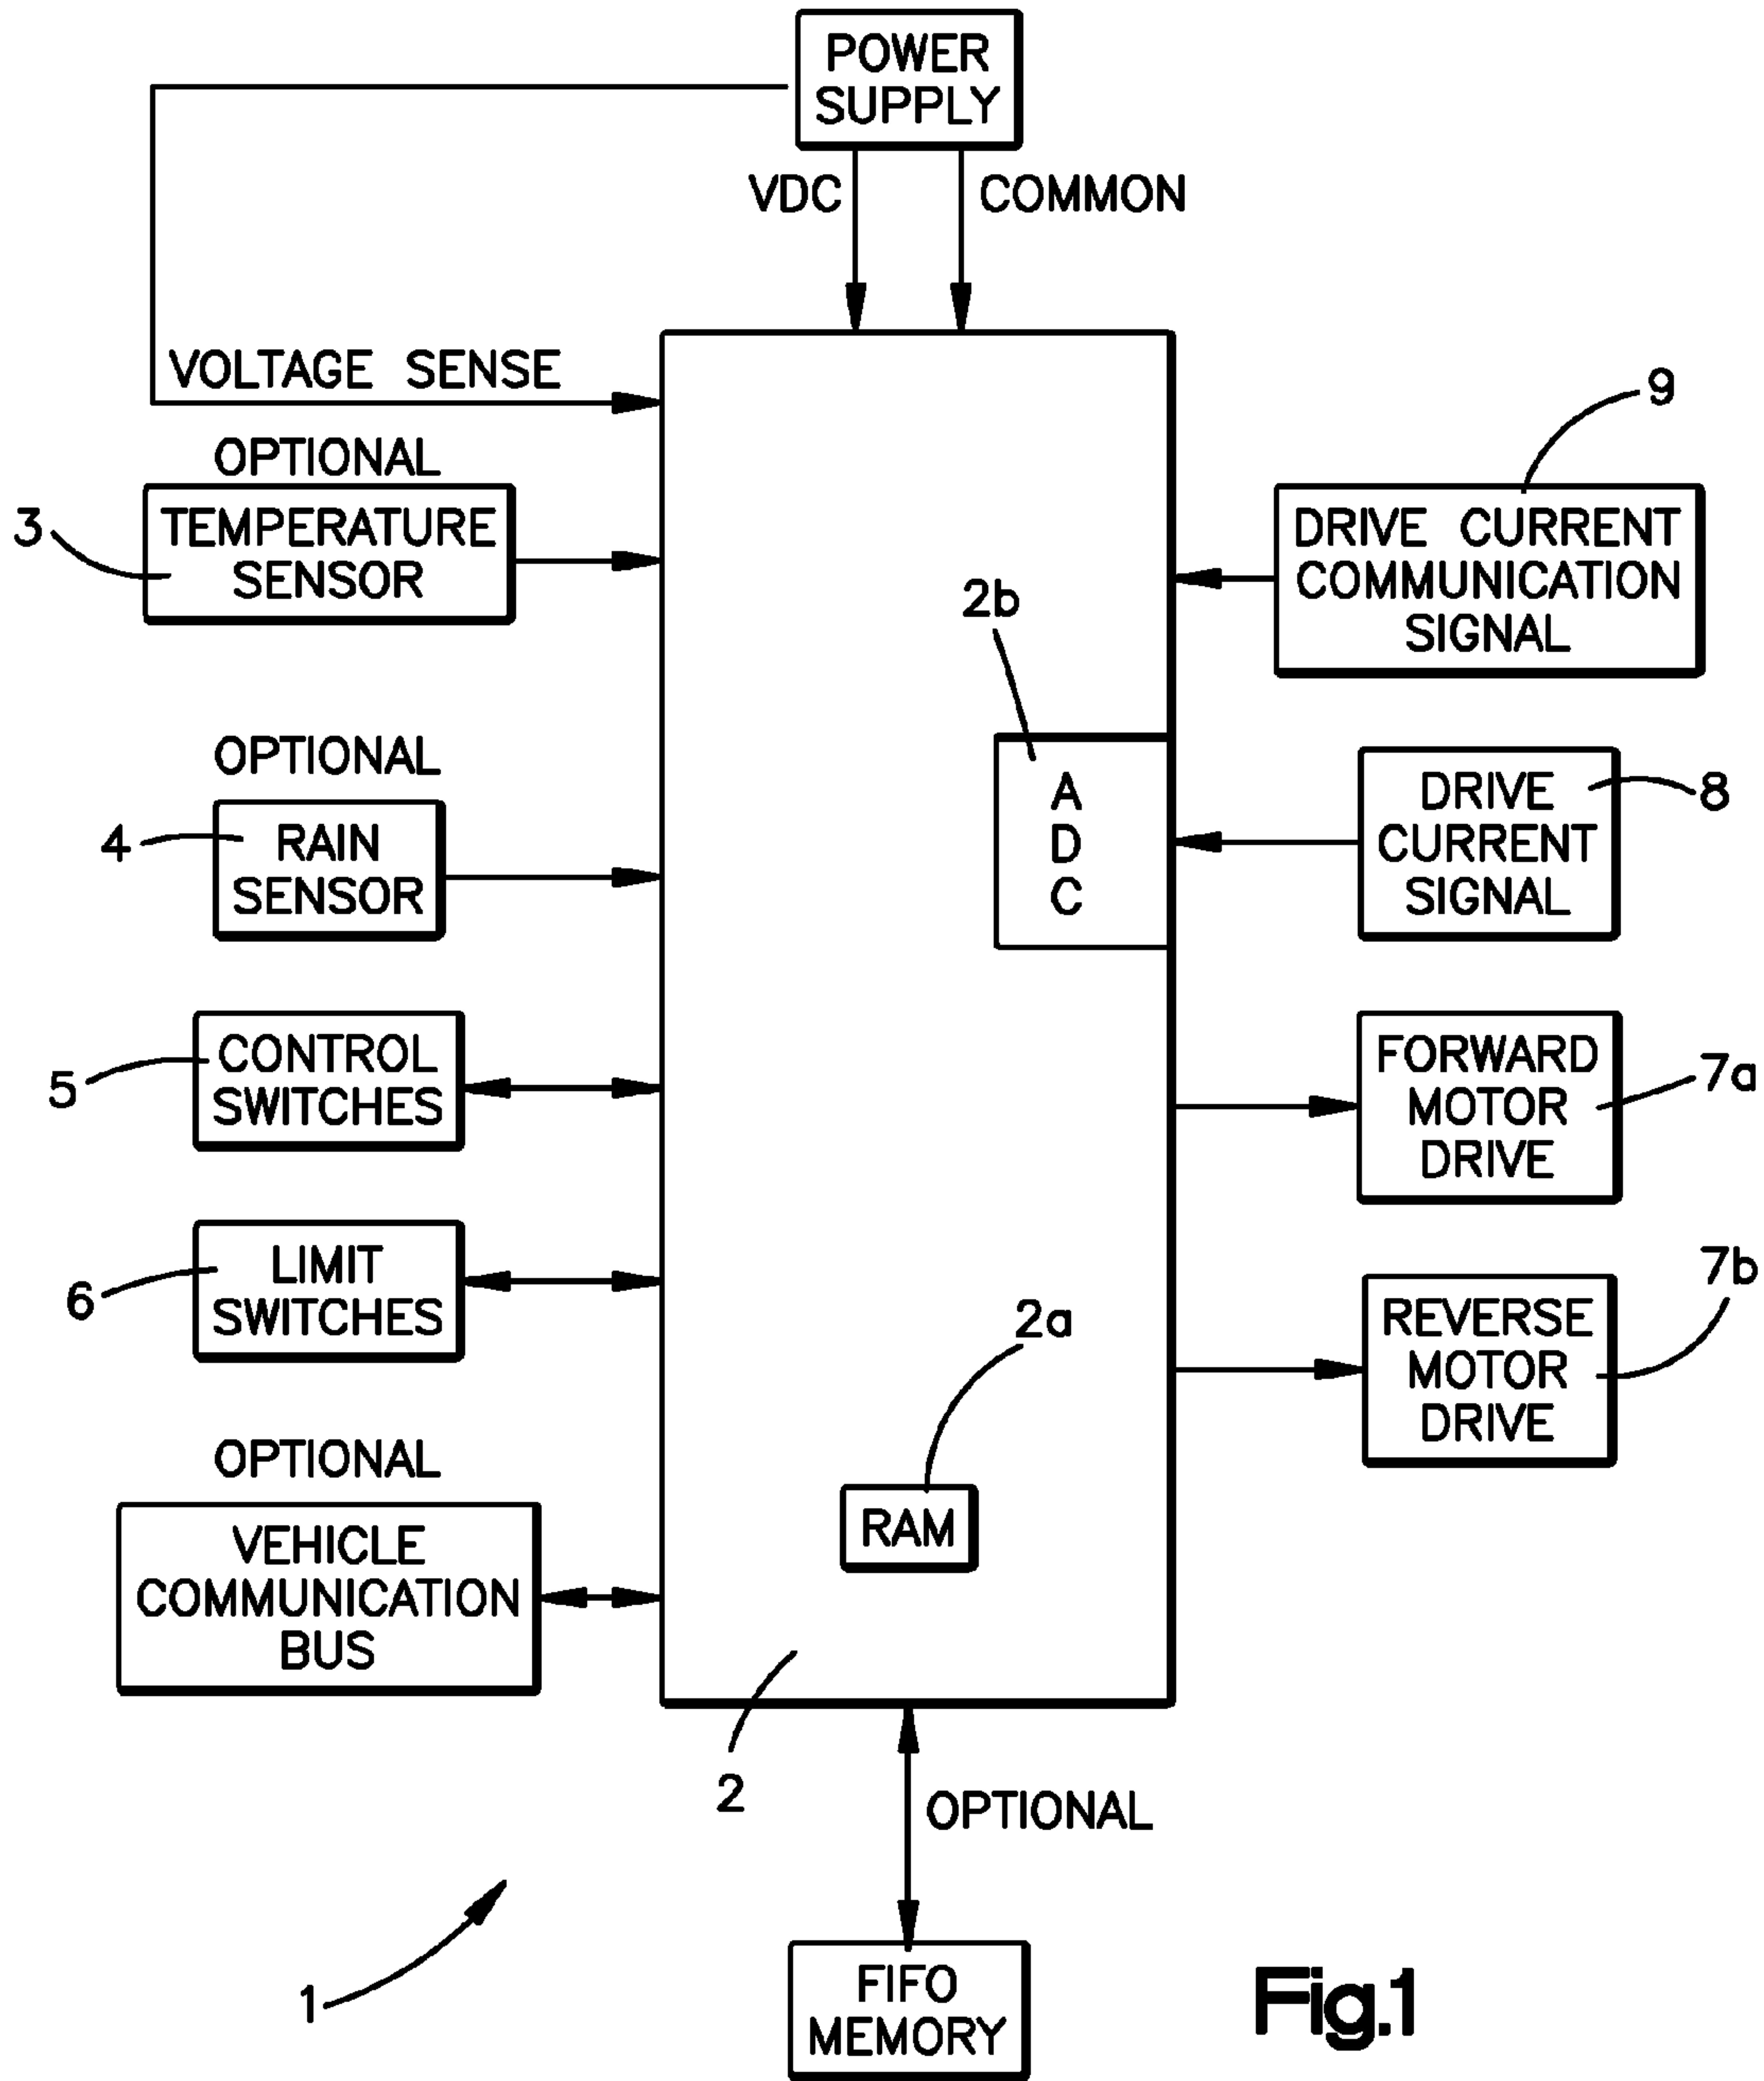 POWER
SUPPLY
VDC
COMMON
VOLTAGE SENSE
OPTIONAL
TEMPERATURE
SENSOR
3
OPTIONAL
RAIN
SENSOR
4
CONTROL
SWITCHES
5
LIMIT
SWITCHES
6
OPTIONAL
VEHICLE
COMMUNICATION
BUS
2b
A
D
C
2a
RAM
2
9
DRIVE CURRENT
COMMUNICATION
SIGNAL
DRIVE
CURRENT
SIGNAL
8
FORWARD
MOTOR
DRIVE
7a
7b
REVERSE
MOTOR
DRIVE
OPTIONAL
FIFO
MEMORY
1
Fig.1